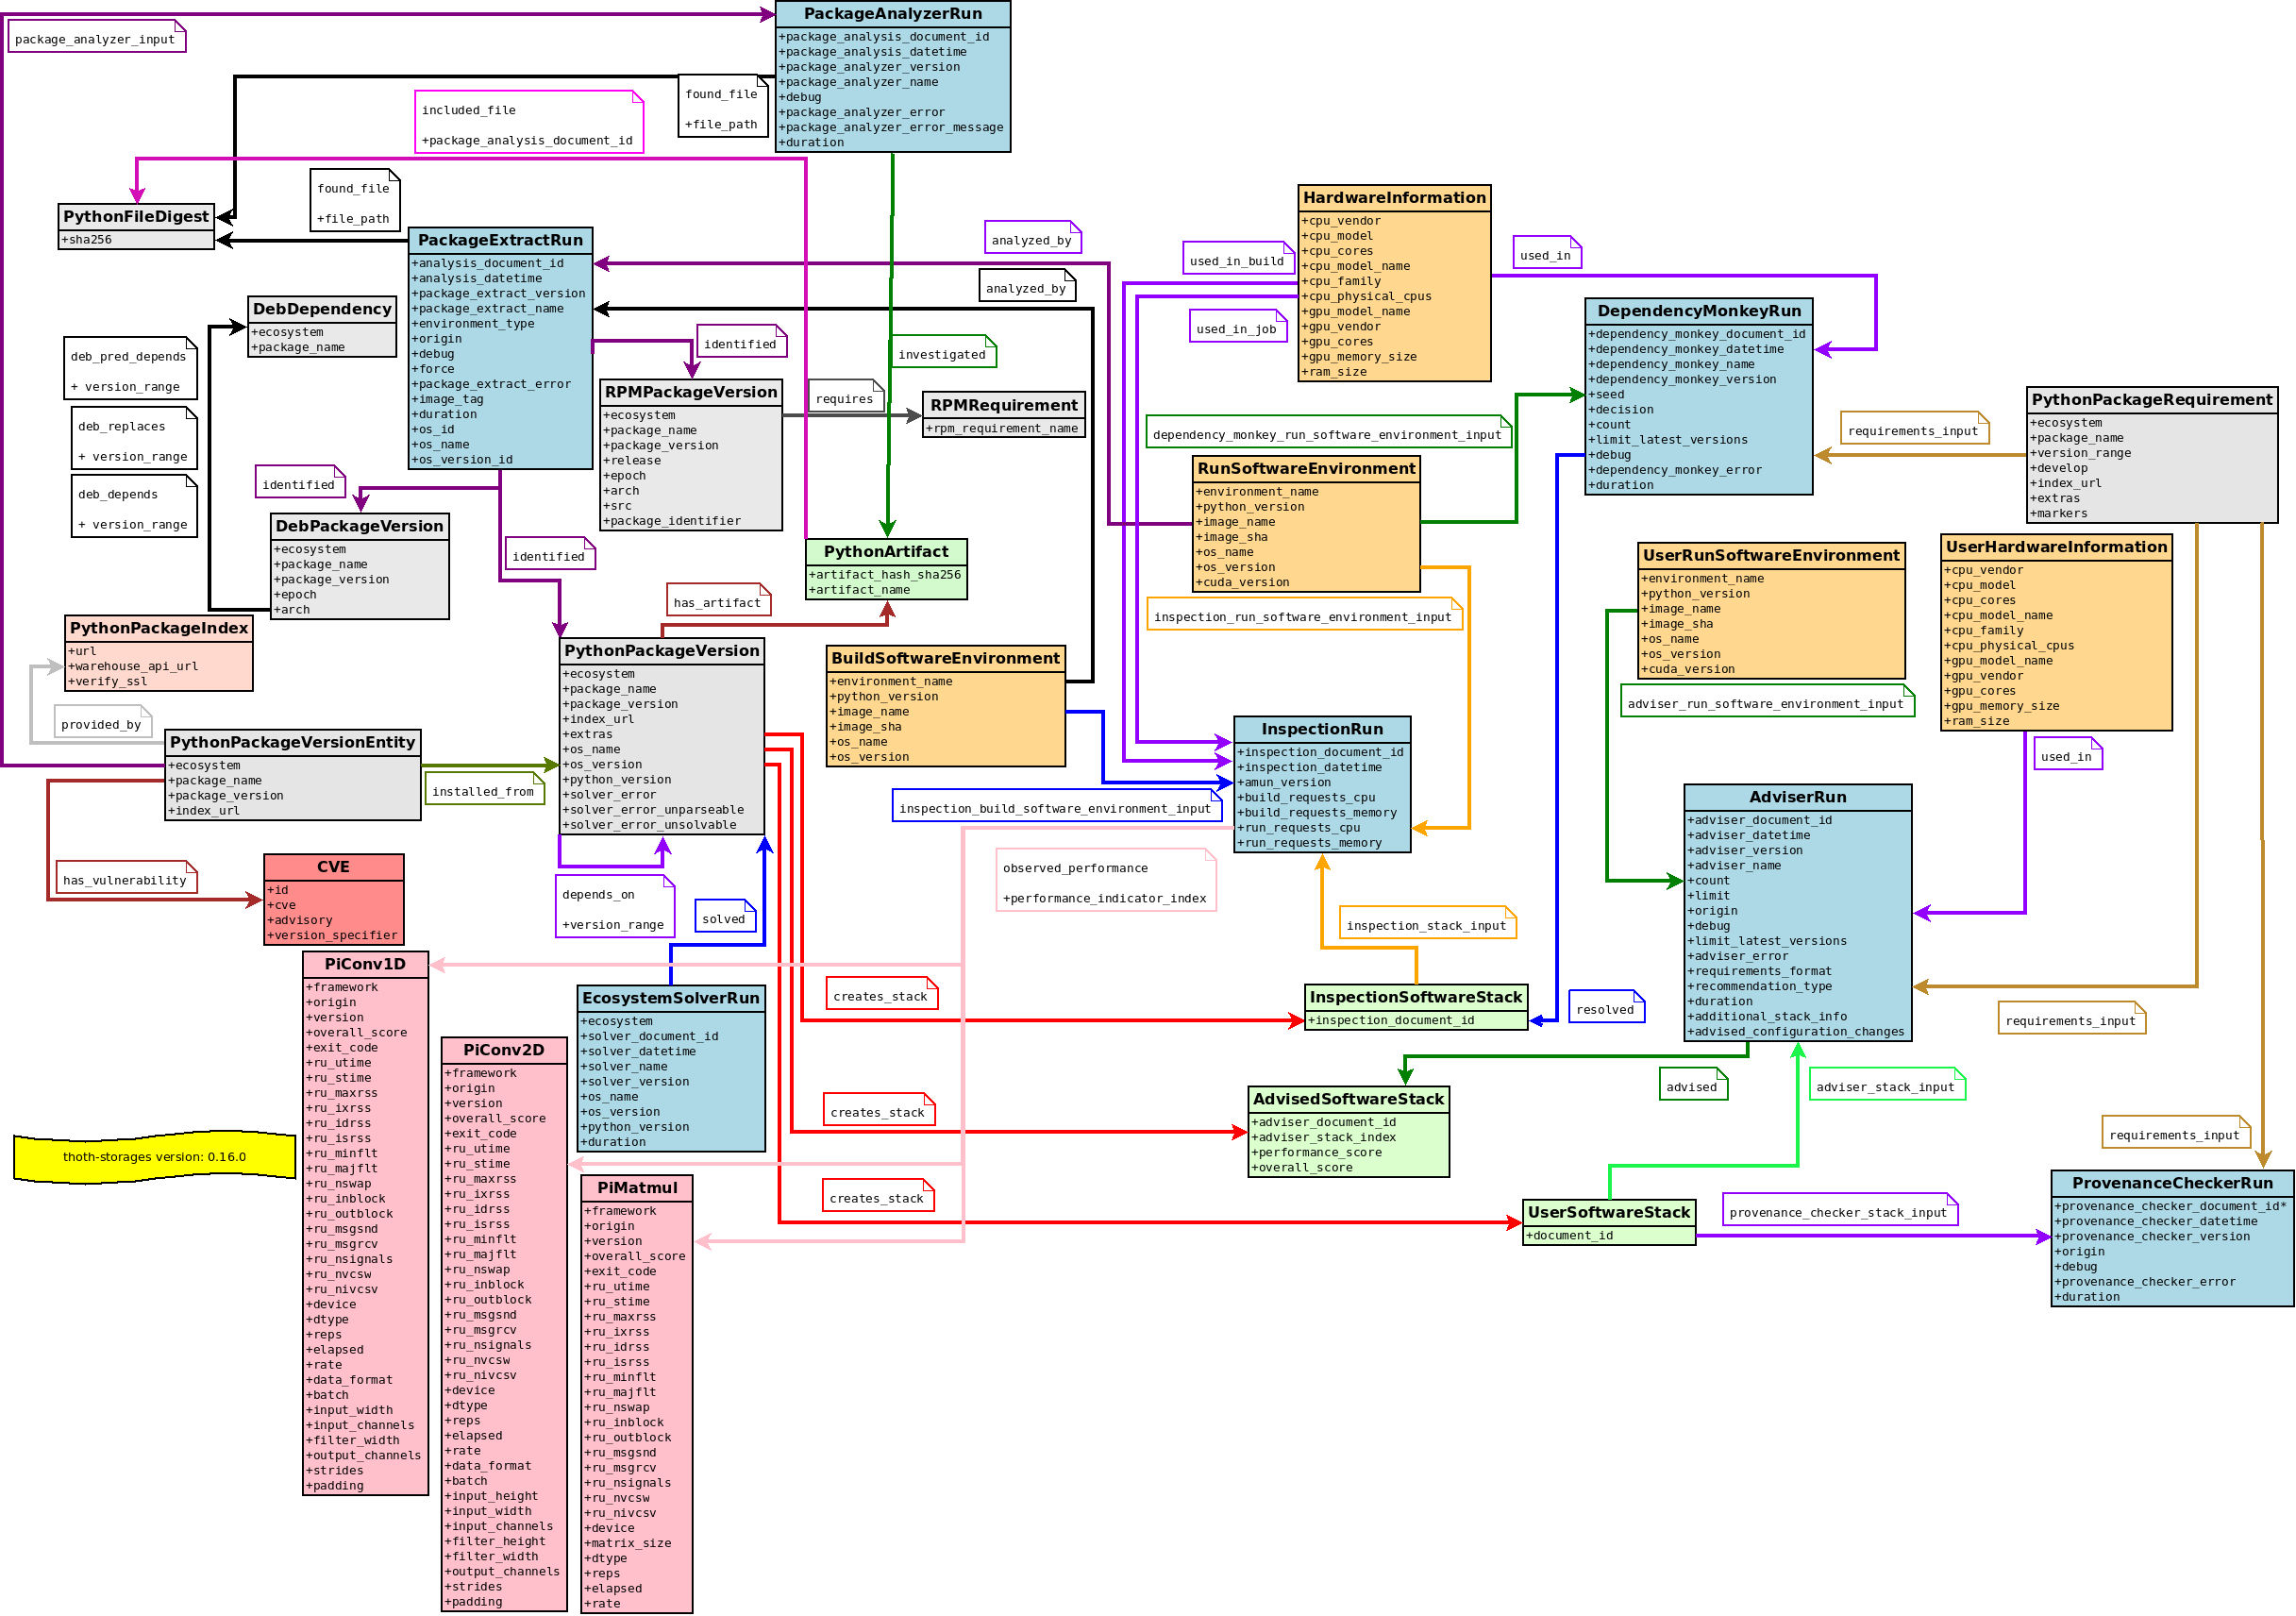 PackageAnalyzerRun
+package_analysis_document_id
+package_analysis_datetime
+package_analyzer_version
+package_analyzer_name
+debug
+package_analyzer_error
+package_analyzer_error_message
+duration
package_analyzer_input
found_file
+file_path
included_file
+package_analysis_document_id
found_file
+file_path
PythonFileDigest
+sha256
PackageExtractRun
+analysis_document_id
+analysis_datetime
+package_extract_version
+package_extract_name
+environment_type
+origin
+debug
+force
+package_extract_error
+image_tag
+duration
+os_id
+os_name
+os_version_id
analyzed_by
analyzed_by
HardwareInformation
+cpu_vendor
+cpu_model
+cpu_cores
+cpu_model_name
+cpu_family
+cpu_physical_cpus
+gpu_model_name
+gpu_vendor
+gpu_cores
+gpu_memory_size
+ram_size
used_in_build
used_in_job
used_in
DependencyMonkeyRun
+dependency_monkey_document_id
+dependency_monkey_datetime
+dependency_monkey_name
+dependency_monkey_version
+seed
+decision
+count
+limit_latest_versions
+debug
+dependency_monkey_error
+duration
DebDependency
+ecosystem
+package_name
deb_pred_depends
+ version_range
deb_replaces
+ version_range
deb_depends
+ version_range
identified
investigated
RPMPackageVersion
+ecosystem
+package_name
+package_version
+release
+epoch
+arch
+src
+package_identifier
requires
RPMRequirement
+rpm_requirement_name
dependency_monkey_run_software_environment_input
requirements_input
PythonPackageRequirement
+ecosystem
+package_name
+version_range
+develop
+index_url
+extras
+markers
RunSoftwareEnvironment
+environment_name
+python_version
+image_name
+image_sha
+os_name
+os_version
+cuda_version
identified
DebPackageVersion
+ecosystem
+package_name
+package_version
+epoch
+arch
identified
PythonArtifact
+artifact_hash_sha256
+artifact_name
has_artifact
inspection_run_software_environment_input
UserRunSoftwareEnvironment
+environment_name
+python_version
+image_name
+image_sha
+os_name
+os_version
+cuda_version
UserHardwareInformation
+cpu_vendor
+cpu_model
+cpu_cores
+cpu_model_name
+cpu_family
+cpu_physical_cpus
+gpu_model_name
+gpu_vendor
+gpu_cores
+gpu_memory_size
+ram_size
adviser_run_software_environment_input
used_in
PythonPackageIndex
+url
+warehouse_api_url
+verify_ssl
provided_by
PythonPackageVersion
+ecosystem
+package_name
+package_version
+index_url
+extras
+os_name
+os_version
+python_version
+solver_error
+solver_error_unparseable
+solver_error_unsolvable
BuildSoftwareEnvironment
+environment_name
+python_version
+image_name
+image_sha
+os_name
+os_version
PythonPackageVersionEntity
+ecosystem
+package_name
+package_version
+index_url
installed_from
InspectionRun
+inspection_document_id
+inspection_datetime
+amun_version
+build_requests_cpu
+build_requests_memory
+run_requests_cpu
+run_requests_memory
inspection_build_software_environment_input
AdviserRun
+adviser_document_id
+adviser_datetime
+adviser_version
+adviser_name
+count
+limit
+origin
+debug
+limit_latest_versions
+adviser_error
+requirements_format
+recommendation_type
+duration
+additional_stack_info
+advised_configuration_changes
has_vulnerability
CVE
+id
+cve
+advisory
+version_specifier
depends_on
+version_range
solved
observed_performance
+performance_indicator_index
inspection_stack_input
PiConv1D
+framework
+origin
+version
+overall_score
+exit_code
+ru_utime
+ru_stime
+ru_maxrss
+ru_ixrss
+ru_idrss
+ru_isrss
+ru_minflt
+ru_majflt
+ru_nswap
+ru_inblock
+ru_outblock
+ru_msgsnd
+ru_msgrcv
+ru_nsignals
+ru_nvcsw
+ru_nivcsv
+device
+dtype
+reps
+elapsed
+rate
+data_format
+batch
+input_width
+input_channels
+filter_width
+output_channels
+strides
+padding
PiConv2D
+framework
+origin
+version
+overall_score
+exit_code
+ru_utime
+ru_stime
+ru_maxrss
+ru_ixrss
+ru_idrss
+ru_isrss
+ru_minflt
+ru_majflt
+ru_nswap
+ru_inblock
+ru_outblock
+ru_msgsnd
+ru_msgrcv
+ru_nsignals
+ru_nvcsw
+ru_nivcsv
+device
+dtype
+reps
+elapsed
+rate
+data_format
+batch
+input_height
+input_width
+input_channels
+filter_height
+filter_width
+output_channels
+strides
+padding
EcosystemSolverRun
+ecosystem
+solver_document_id
+solver_datetime
+solver_name
+solver_version
+os_name
+os_version
+python_version
+duration
PiMatmul
+framework
+origin
+version
+overall_score
+exit_code
+ru_utime
+ru_stime
+ru_maxrss
+ru_ixrss
+ru_idrss
+ru_isrss
+ru_minflt
+ru_majflt
+ru_nswap
+ru_inblock
+ru_outblock
+ru_msgsnd
+ru_msgrcv
+ru_nsignals
+ru_nvcsw
+ru_nivcsv
+device
+matrix_size
+dtype
+reps
+elapsed
+rate
creates_stack
creates_stack
creates_stack
InspectionSoftwareStack
+inspection_document_id
resolved
requirements_input
AdvisedSoftwareStack
+adviser_document_id
+adviser_stack_index
+performance_score
+overall_score
advised
adviser_stack_input
requirements_input
thoth-storages version: 0.16.0
UserSoftwareStack
+document_id
provenance_checker_stack_input
ProvenanceCheckerRun
+provenance_checker_document_id*
+provenance_checker_datetime
+provenance_checker_version
+origin
+debug
+provenance_checker_error
+duration